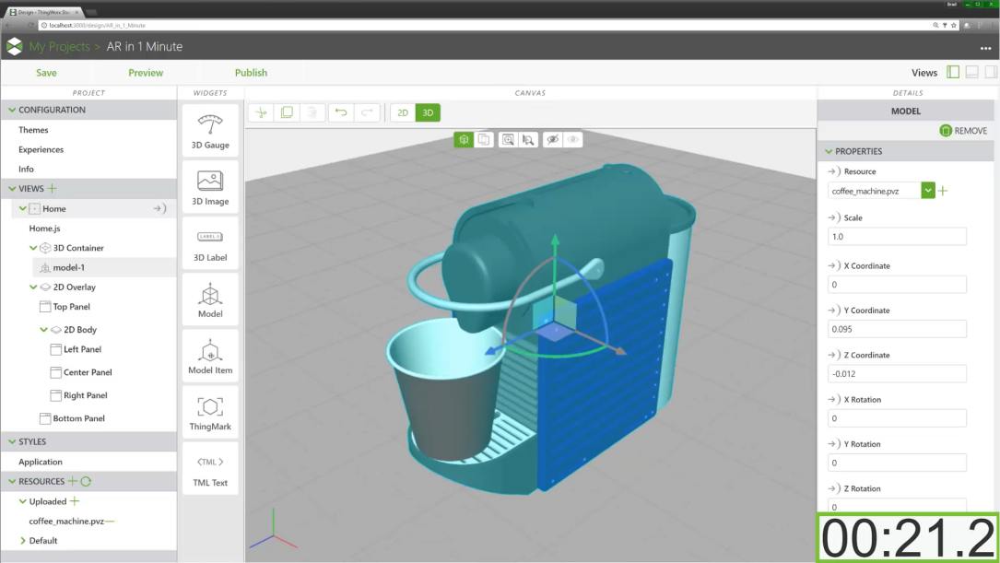 Brad
Design - ThingWorx Stu
localhost:3000/design/AR_in_1_Minute
My Projects > AR in 1 Minute
Save
Preview
Publish
Views
PROJECT
WIDGETS
CANVAS
DETAILS
CONFIGURATION
Themes
Experiences
Info
VIEWS
Home
Home.js
3D Container
model-1
2D Overlay
Top Panel
2D Body
Left Panel
Center Panel
Right Panel
Bottom Panel
STYLES
Application
RESOURCES
Uploaded
coffee_machine.pvz
Default
3D Gauge
3D Image
LABEL
3D Label
Model
Model Item
ThingMark
<TML >
TML Text
2D
3D
MODEL
REMOVE
PROPERTIES
Resource
coffee_machine.pvz
Scale
1.0
X Coordinate
0
Y Coordinate
0.095
Z Coordinate
-0.012
X Rotation
0
Y Rotation
0
Z Rotation
0
00:21.2